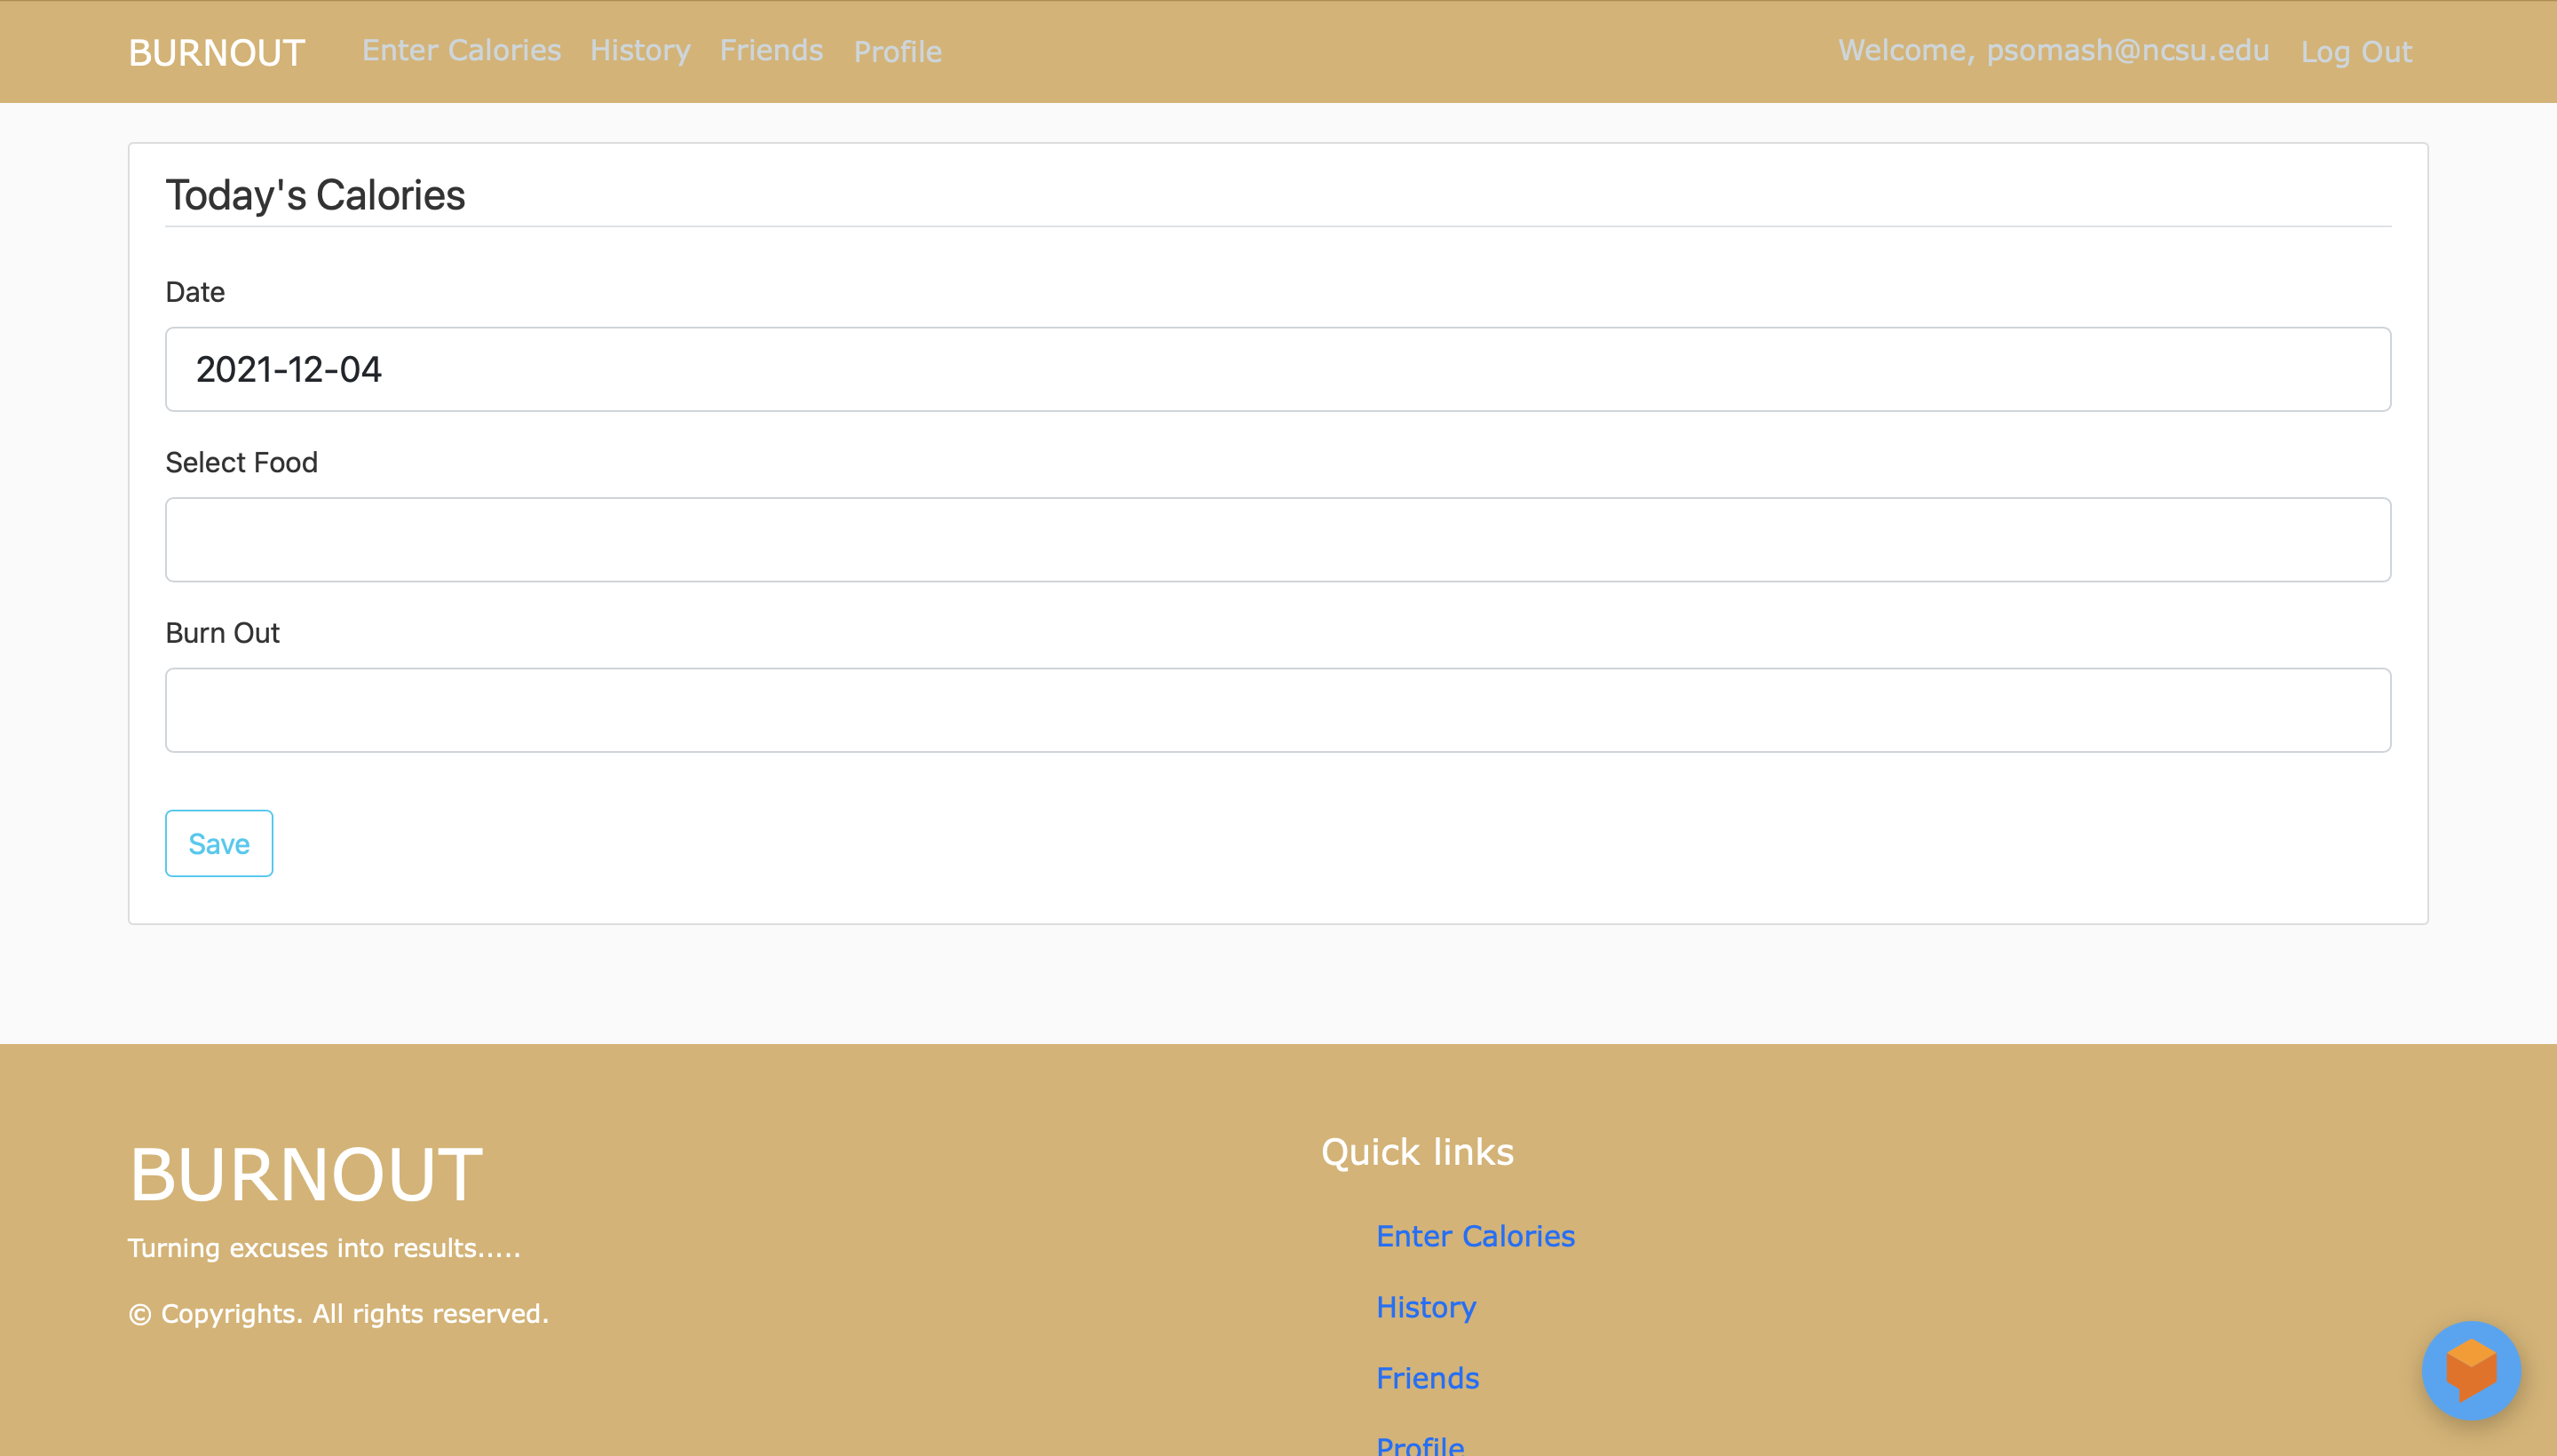 BURNOUT Enter Calories History Friends Profile Welcome, psomash@ncsu.edu Log Out
Today's Calories
Date
2021-12-04
Select Food
Burn Out
Save
BURNOUT
Turning excuses into results.....
© Copyrights. All rights reserved.
Quick links
Enter Calories
History
Friends
Profile